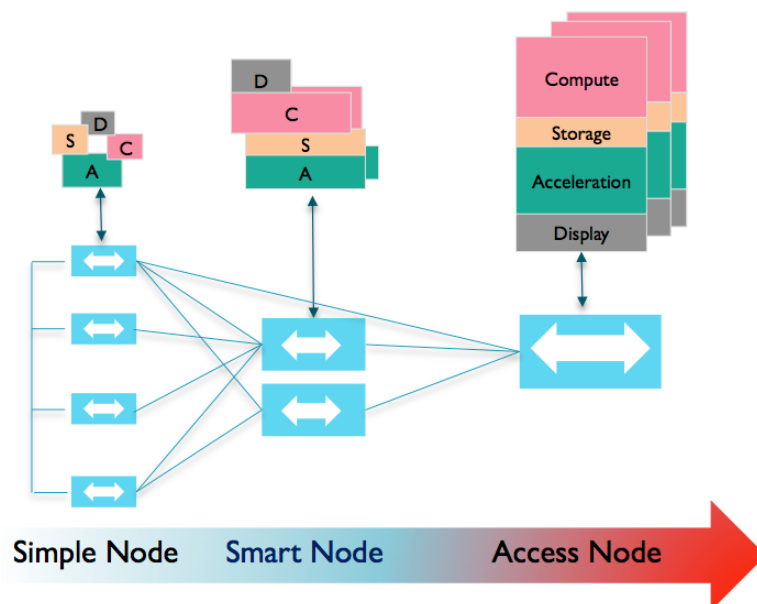 D
S
C
A
D
C
S
A
Compute
Storage
Acceleration
Display
Simple Node
Smart Node
Access Node